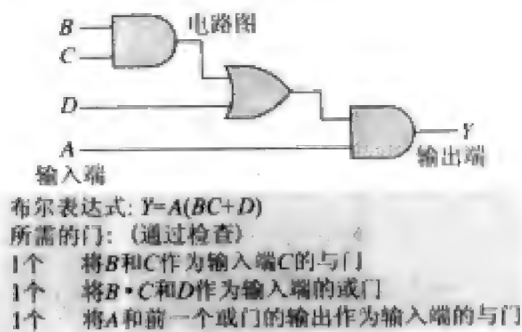 B
电路图
C
D
Y
A
输入端
输出端
布尔表达式: Y=A(BC+D)
所需的门: (通过检查)
1个 将B和C作为输入端C的与门
1个 将B•C和D作为输入端的或门
1个 将A和前一个或门的输出作为输入端的与门